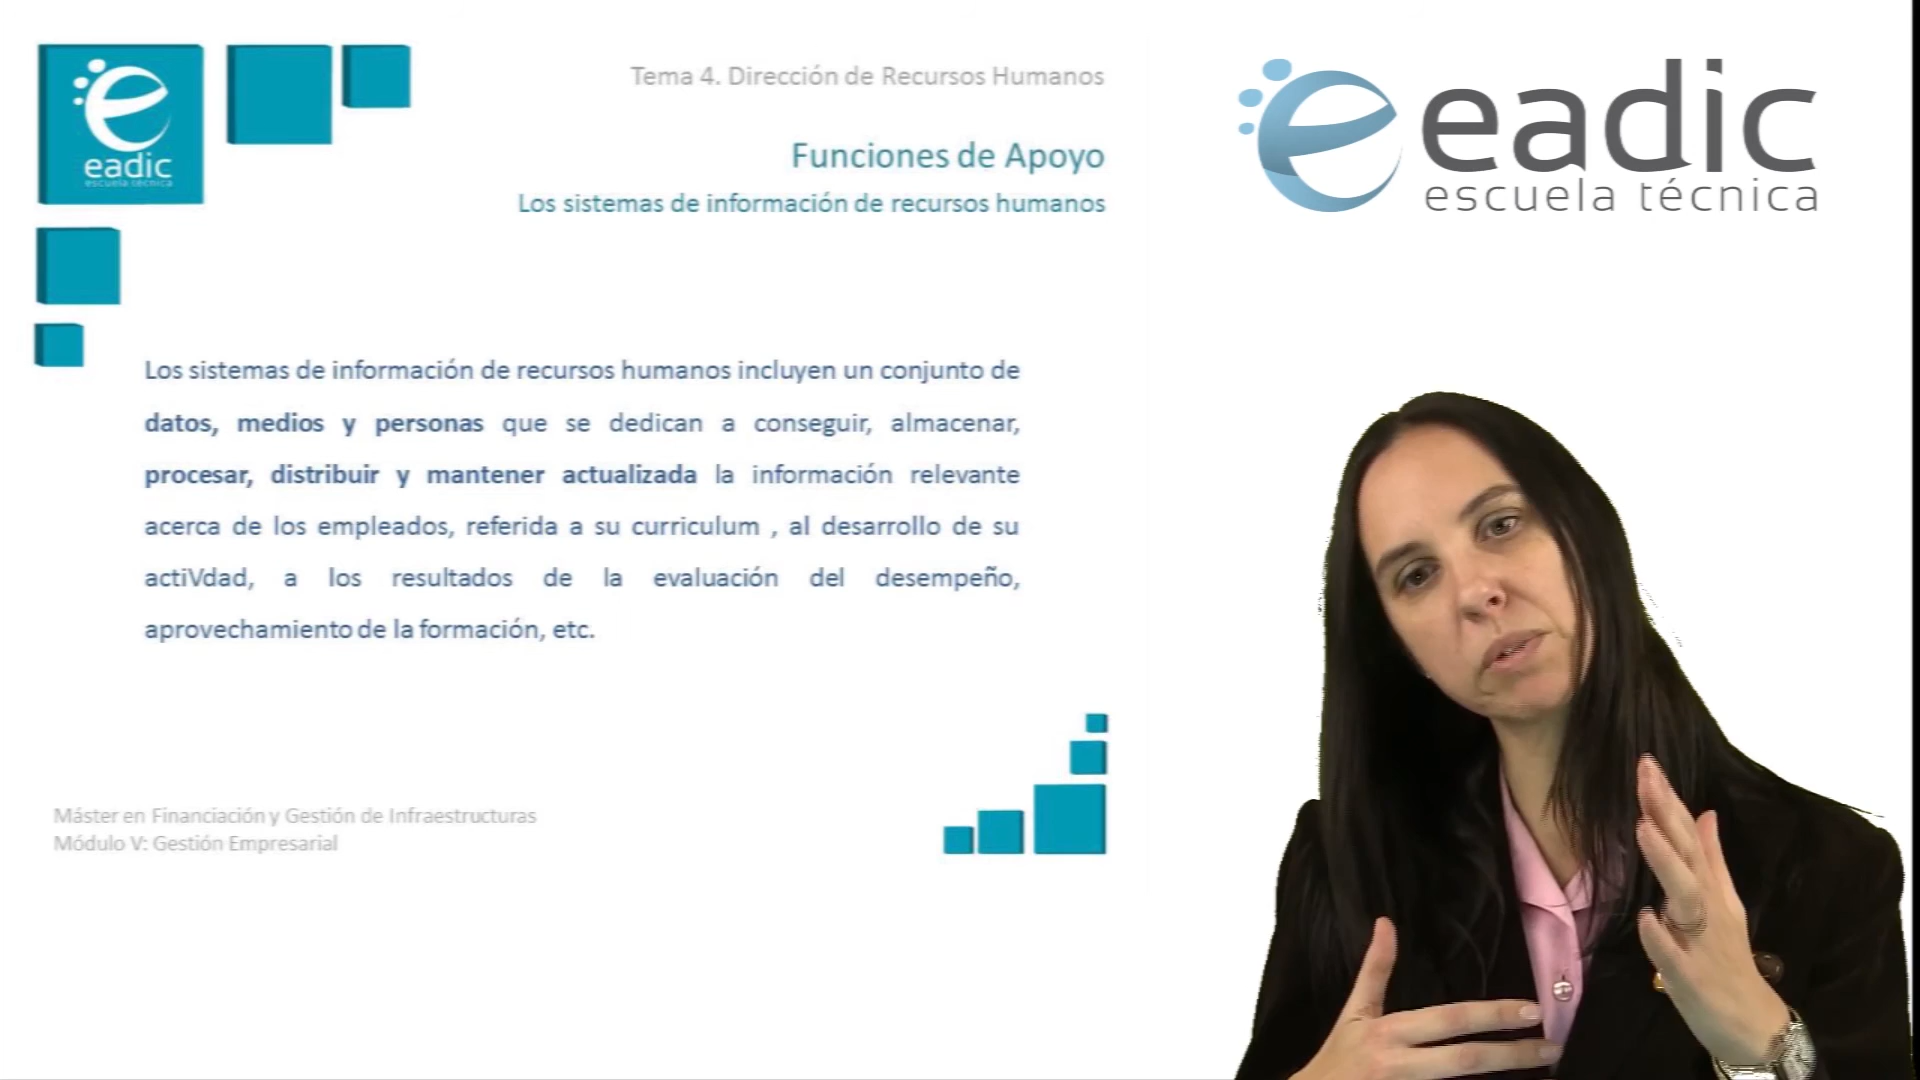 eadic
escuela técnica
Tema 4. Dirección de Recursos Humanos
Funciones de Apoyo
Los sistemas de información de recursos humanos
eadic
escuela técnica
Los sistemas de información de recursos humanos incluyen un conjunto de
datos, medios y personas que se dedican a conseguir, almacenar,
procesar, distribuir y mantener actualizada la información relevante
acerca de los empleados, referida a su curriculum , al desarrollo de su
actiVdad, a los resultados de la evaluación del desempeño,
aprovechamiento de la formación, etc.
Máster en Financiación y Gestión de Infraestructuras
Módulo V: Gestión Empresarial